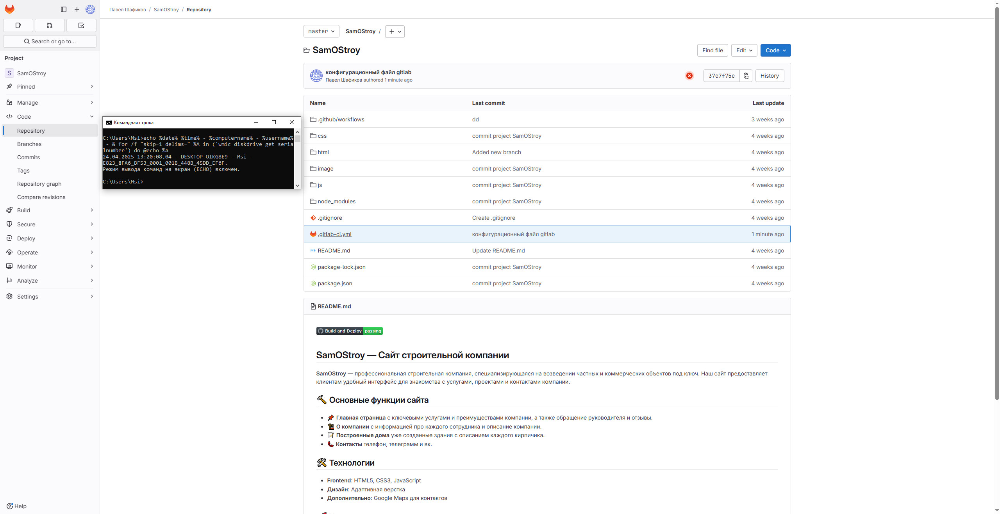 Павел Шафиков / SamOStroy / Repository
Search or go to...
Project
S SamOStroy
Pinned
Manage
Code
Repository
Branches
Commits
Tags
Repository graph
Compare revisions
Build
Secure
Deploy
Operate
Monitor
Analyze
Settings
Help
Командная строка
C:\Users\Msi>echo %date% %time% - %computername% - %username%
- & for /f "skip=1 delims=" %A in ('wmic diskdrive get seria
lnumber') do @echo %A
24.04.2025 13:20:08,04 - DESKTOP-OIKG8E9 - Msi -
E823_8FA6_BF53_0001_001B_448B_45DD_EF6F.
Режим вывода команд на экран (ECHO) включен.
C:\Users\Msi>
master SamOStroy /
SamOStroy
Find file Edit Code
конфигурационный файл gitlab
Павел Шафиков authored 1 minute ago
37c7f75c History
Name Last commit Last update
.github/workflows dd 3 weeks ago
css commit project SamOStroy 4 weeks ago
html Added new branch 4 weeks ago
image commit project SamOStroy 4 weeks ago
js commit project SamOStroy 4 weeks ago
node_modules commit project SamOStroy 4 weeks ago
.gitignore Create .gitignore 4 weeks ago
.gitlab-ci.yml конфигурационный файл gitlab 1 minute ago
README.md Update README.md 4 weeks ago
package-lock.json commit project SamOStroy 4 weeks ago
package.json commit project SamOStroy 4 weeks ago
README.md
Build and Deploy passing
SamOStroy — Сайт строительной компании
SamOStroy — профессиональная строительная компания, специализирующаяся на возведении частных и коммерческих объектов под ключ. Наш сайт предоставляет
клиентам удобный интерфейс для знакомства с услугами, проектами и контактами компании.
Основные функции сайта
Главная страница с ключевыми услугами и преимуществами компании, а также обращение руководителя и отзывы.
О компании с информацией про каждого сотрудника и описание компании.
Построенные дома уже созданные здания с описанием каждого кирпичика.
Контакты телефон, телеграмм и вк.
Технологии
Frontend: HTML5, CSS3, JavaScript
Дизайн: Адаптивная верстка
Дополнительно: Google Maps для контактов